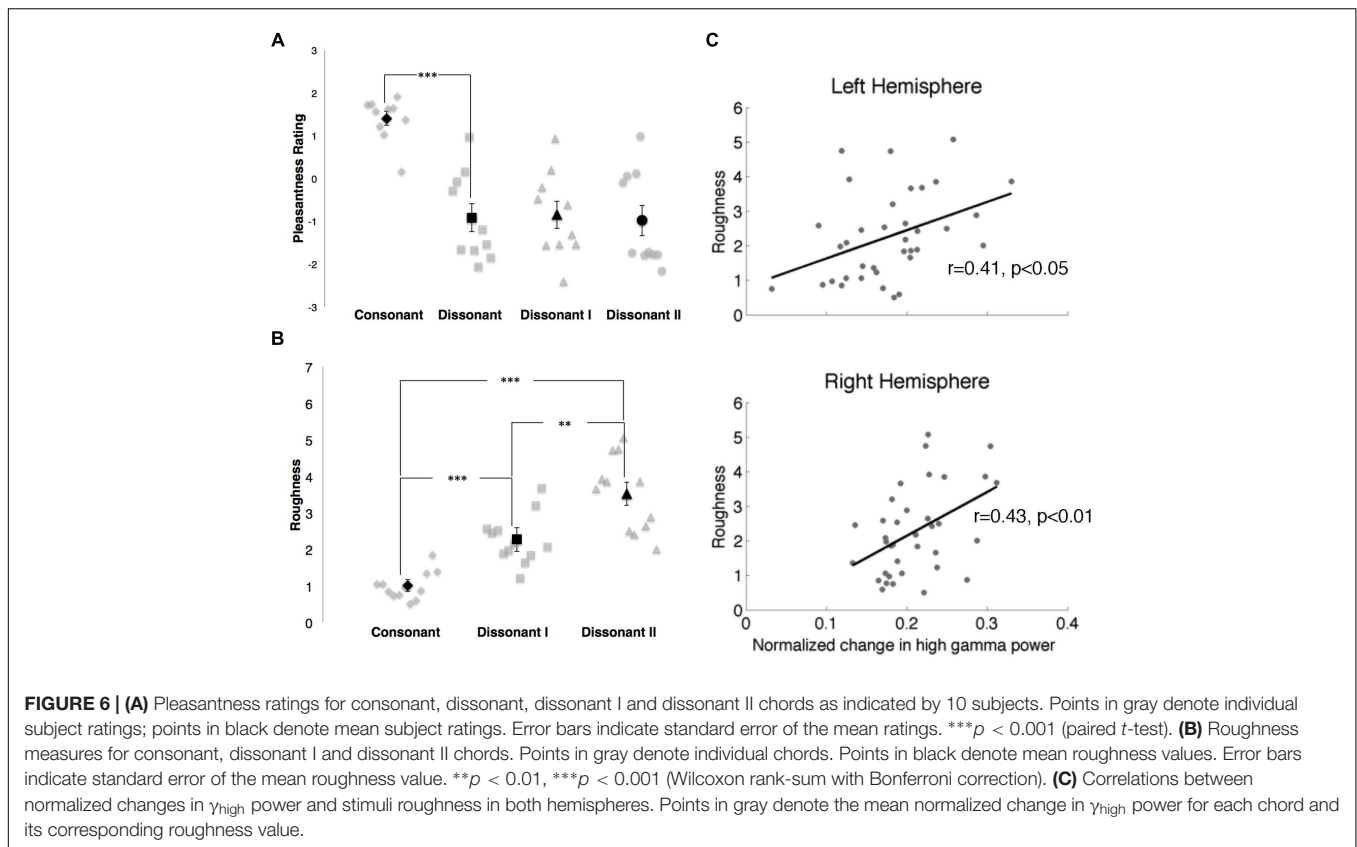 A
3
2
1
0
-1
-2
-3
Pleasantness Rating
***
Consonant Dissonant Dissonant I Dissonant II
B
7
6
5
4
3
2
1
0
Roughness
***
**
***
Consonant Dissonant I Dissonant II
C
Left Hemisphere
6
5
4
3
2
1
0
Roughness
r=0.41, p<0.05
Right Hemisphere
6
5
4
3
2
1
0
Roughness
r=0.43, p<0.01
0.1 0.2 0.3 0.4
Normalized change in high gamma power
FIGURE 6 | (A) Pleasantness ratings for consonant, dissonant, dissonant I and dissonant II chords as indicated by 10 subjects. Points in gray denote individual
subject ratings; points in black denote mean subject ratings. Error bars indicate standard error of the mean ratings. ***p < 0.001 (paired t-test). (B) Roughness
measures for consonant, dissonant I and dissonant II chords. Points in gray denote individual chords. Points in black denote mean roughness values. Error bars
indicate standard error of the mean roughness value. **p < 0.01, ***p < 0.001 (Wilcoxon rank-sum with Bonferroni correction). (C) Correlations between
normalized changes in γhigh power and stimuli roughness in both hemispheres. Points in gray denote the mean normalized change in γhigh power for each chord and
its corresponding roughness value.